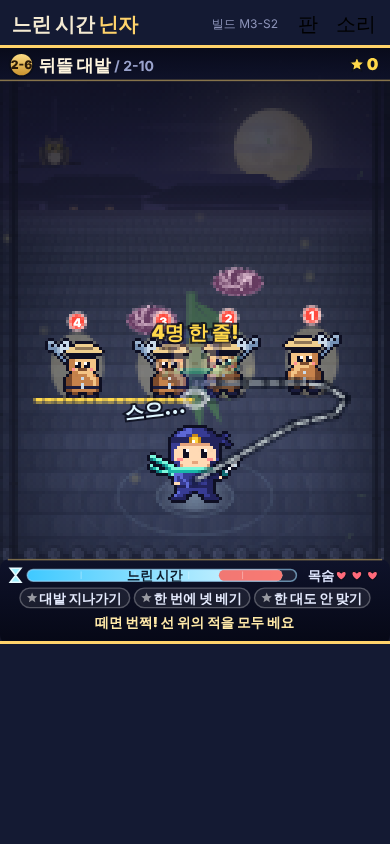 느린 시간 닌자
빌드 M3-S2
판
소리
2-6 뒤뜰 대밭 / 2-10
★ 0
4
3
2
1
4명 한 줄!
스으...
느린 시간
목숨
★대발 지나가기
★한 번에 넷 베기
★한 대도 안 맞기
떼면 번쩍! 선 위의 적을 모두 베요